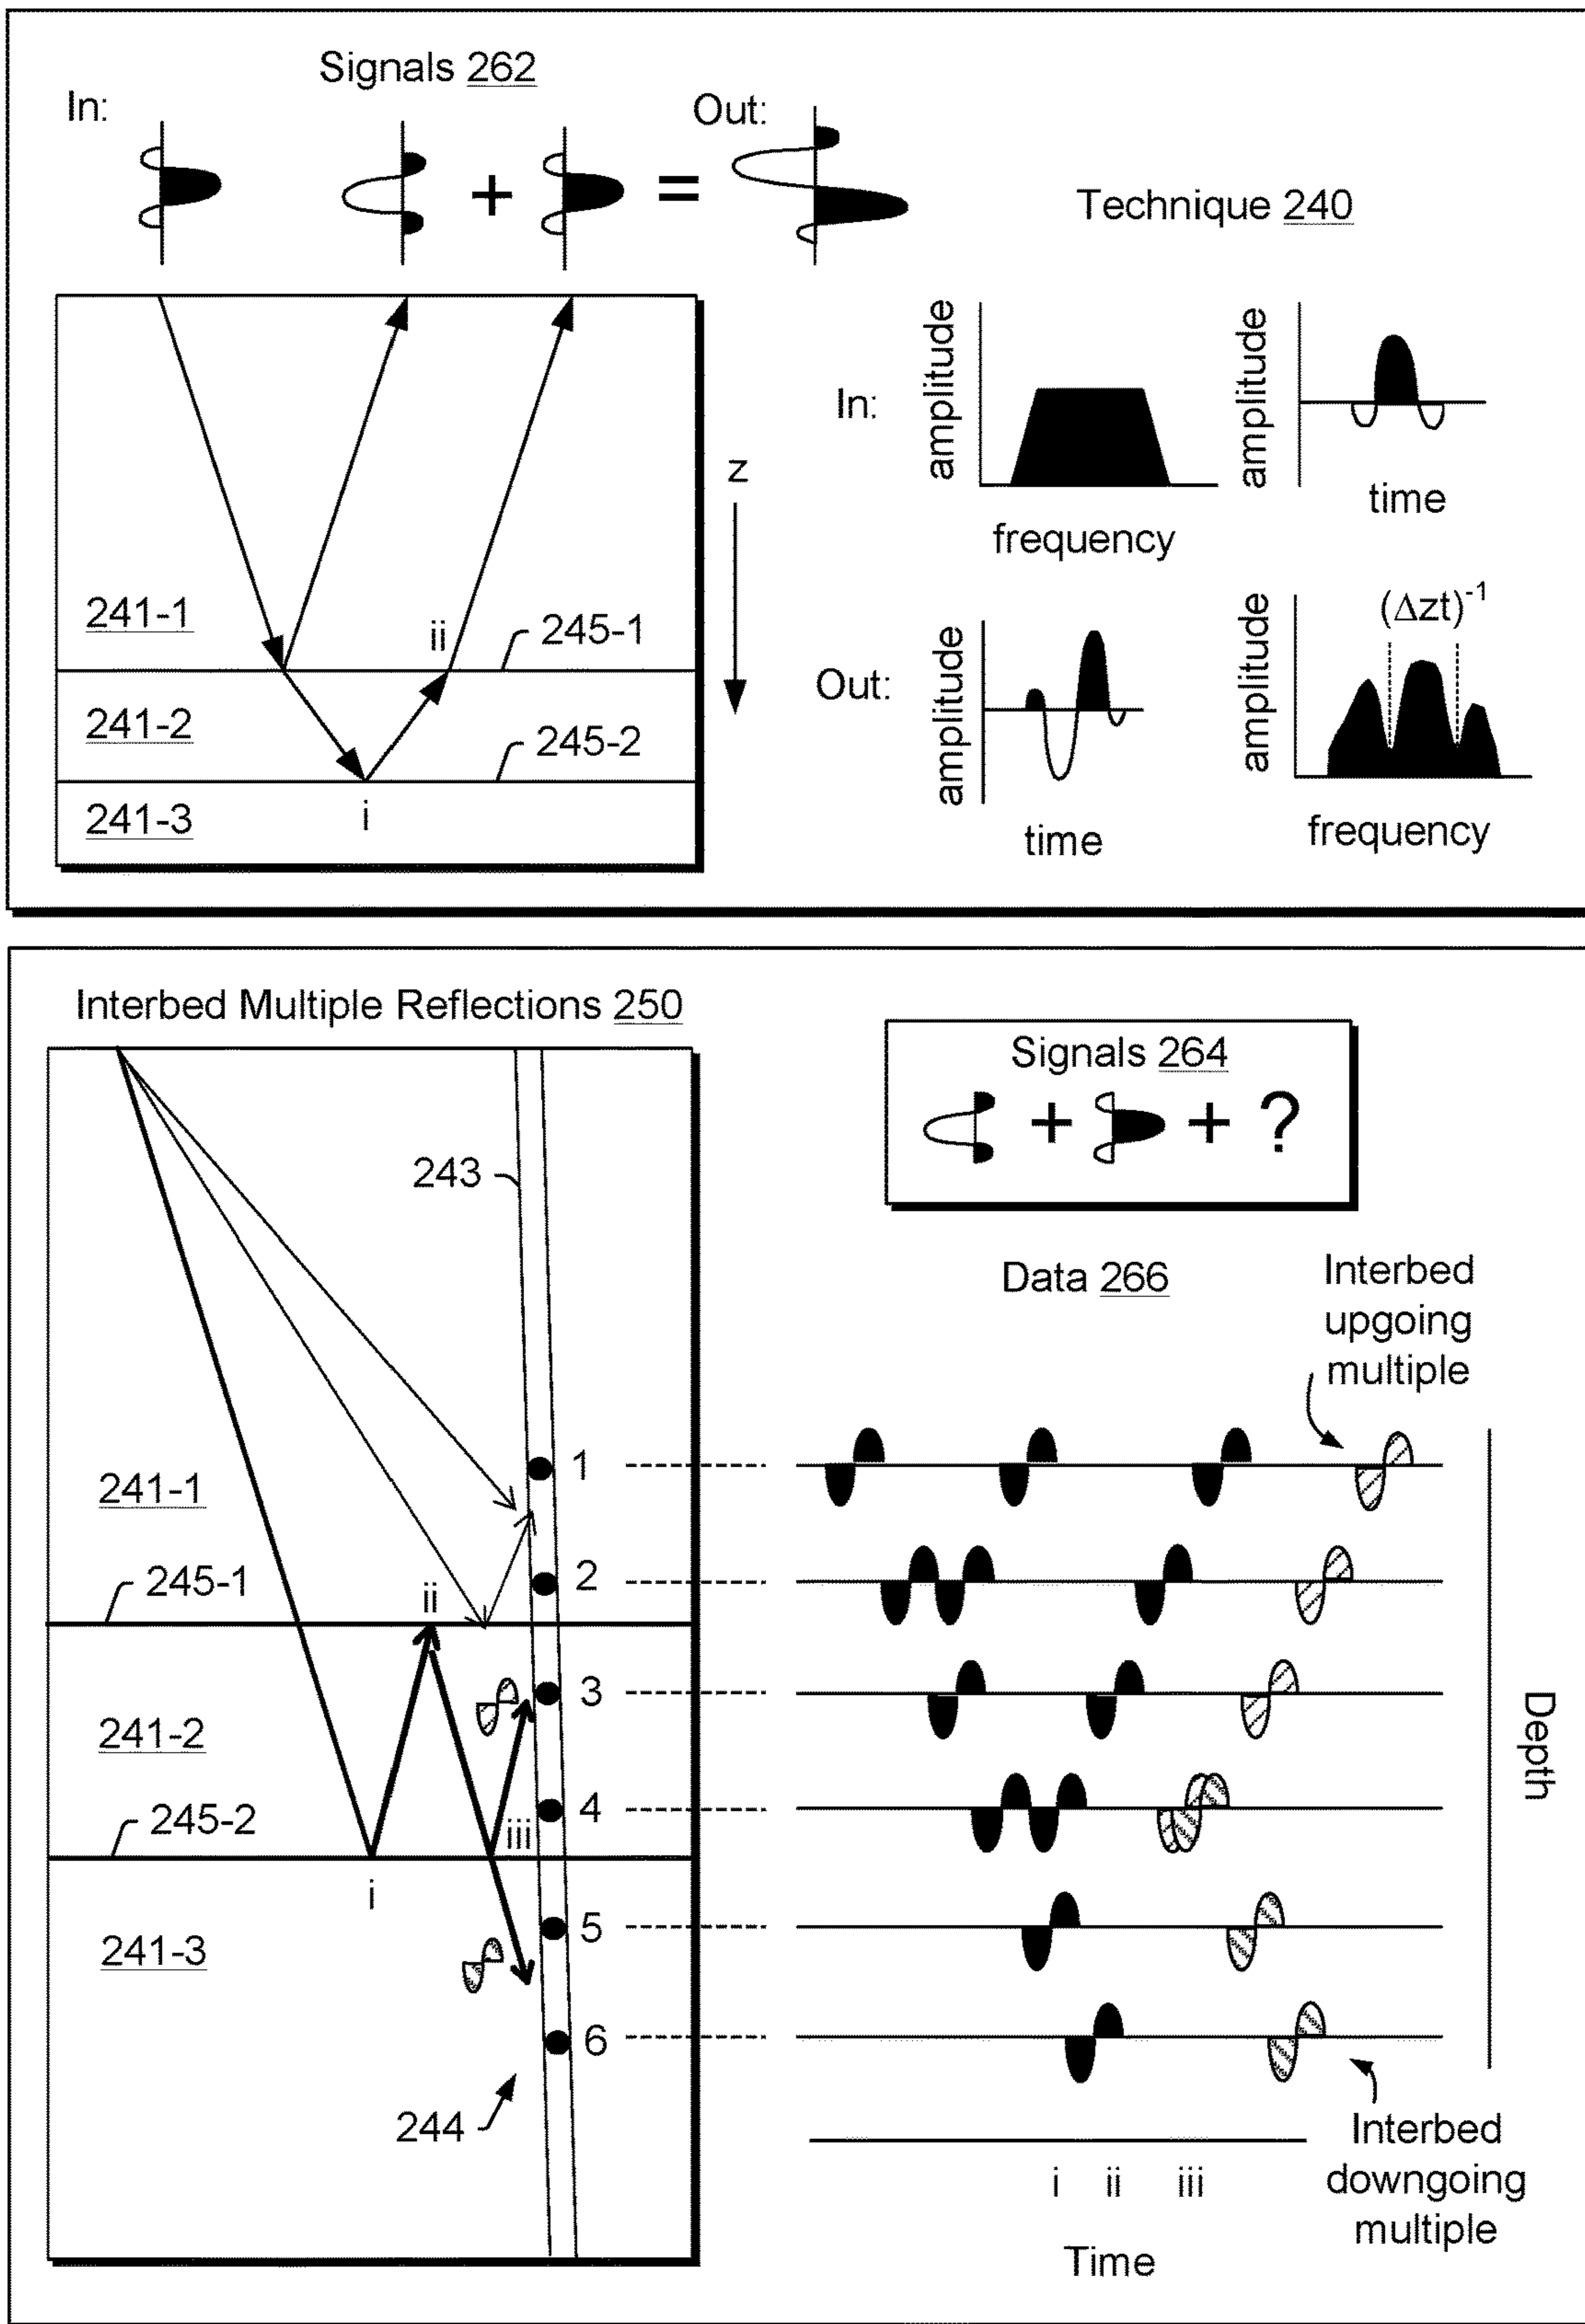 Signals 262
In:
Out:
+
=
Technique 240
In:
amplitude
frequency
amplitude
time
z
241-1
ii
245-1
241-2
245-2
241-3
i
Out:
amplitude
time
amplitude
(Δzt)⁻¹
frequency
Interbed Multiple Reflections 250
Signals 264
+ + ?
243
Data 266
Interbed
upgoing
multiple
241-1
1
245-1
ii
2
241-2
3
245-2
iii
4
i
241-3
5
6
244
Depth
i ii iii
Time
Interbed
downgoing
multiple